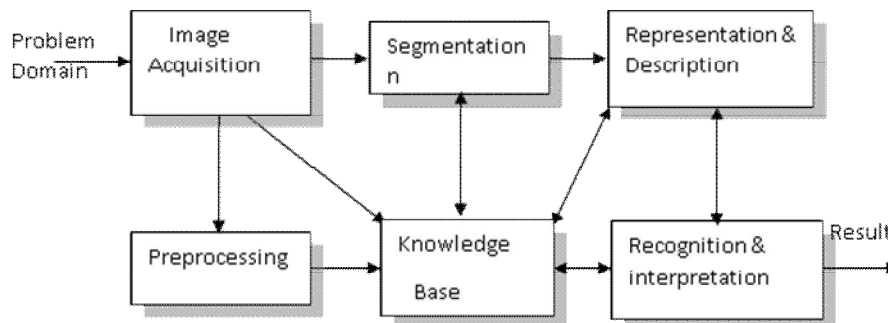 Problem
Domain
Image
Acquisition
Segmentation
n
Representation &
Description
Preprocessing
Knowledge
Base
Recognition &
interpretation
Result